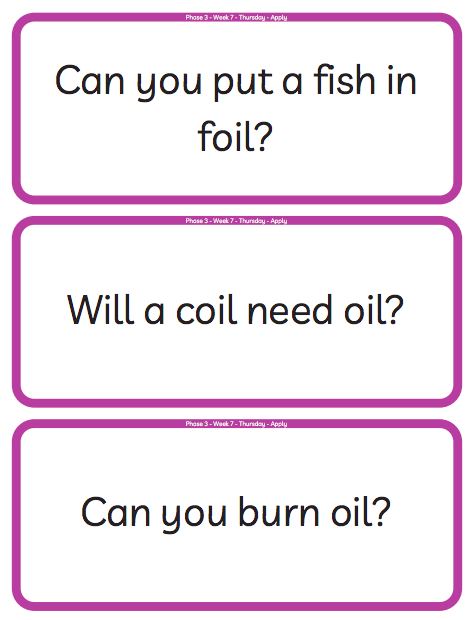 Phase 3 - Week 7 - Thursday - Apply
Can you put a fish in
foil?
Phase 3 - Week 7 - Thursday - Apply
Will a coil need oil?
Phase 3 - Week 7 - Thursday - Apply
Can you burn oil?